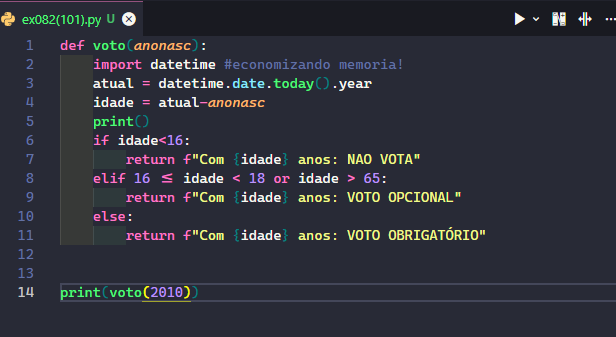 ex082(101).py U
1 def voto(anonasc):
2     import datetime #economizando memoria!
3     atual = datetime.date.today().year
4     idade = atual-anonasc
5     print()
6     if idade<16:
7         return f"Com {idade} anos: NAO VOTA"
8     elif 16 <= idade < 18 or idade > 65:
9         return f"Com {idade} anos: VOTO OPCIONAL"
10     else:
11         return f"Com {idade} anos: VOTO OBRIGATÓRIO"
12
13
14 print(voto(2010))